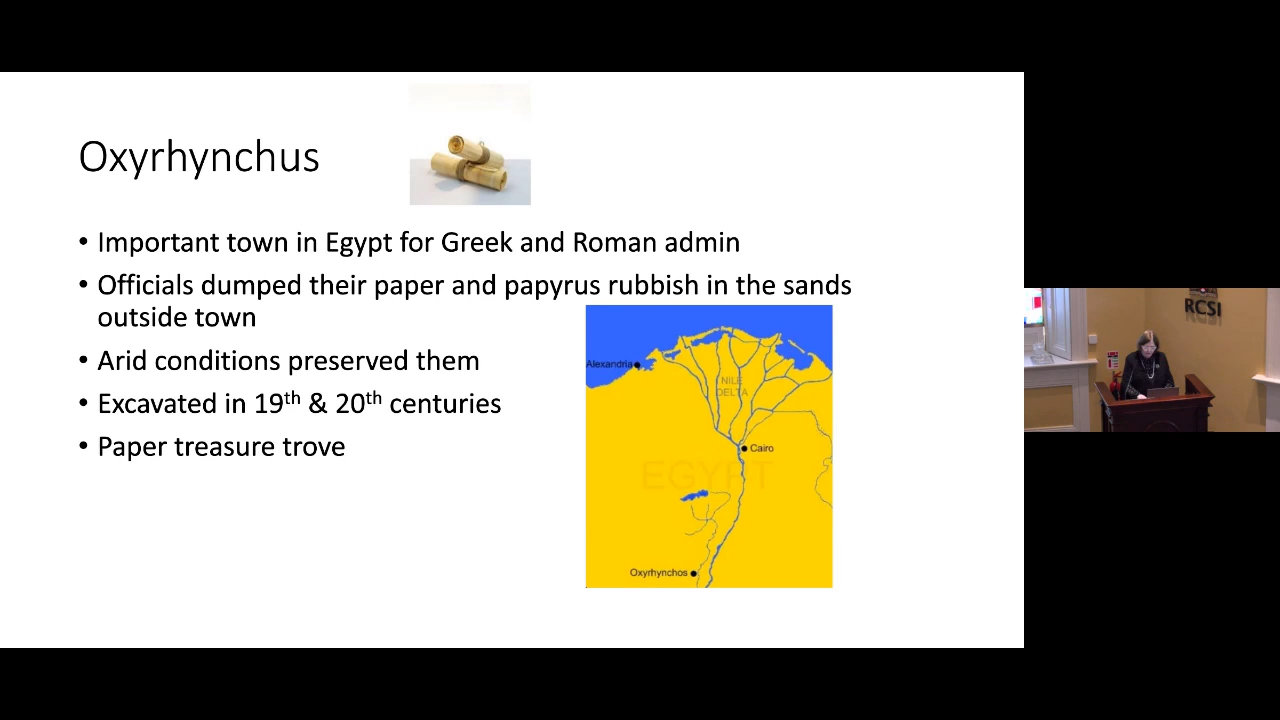 Oxyrhynchus
• Important town in Egypt for Greek and Roman admin
• Officials dumped their paper and papyrus rubbish in the sands
outside town
• Arid conditions preserved them
• Excavated in 19th & 20th centuries
• Paper treasure trove
Alexandria
NILE
DELTA
Cairo
EGYPT
Oxyrhynchos
RCSI